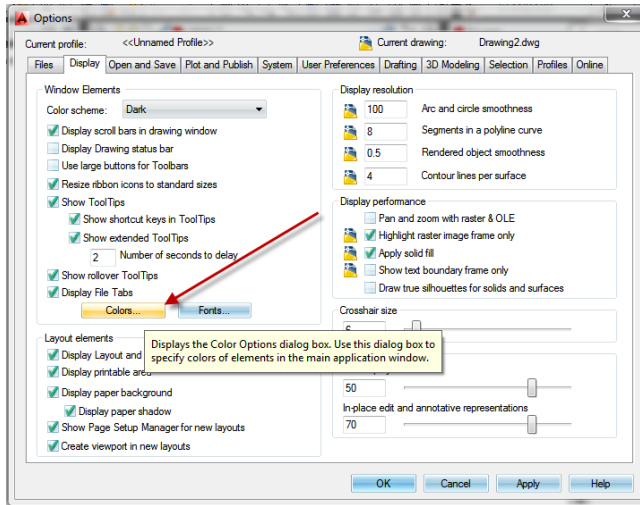 Options
Current profile: <<Unnamed Profile>> Current drawing: Drawing2.dwg
Files Display Open and Save Plot and Publish System User Preferences Drafting 3D Modeling Selection Profiles Online
Window Elements
Color scheme: Dark
Display scroll bars in drawing window
Display Drawing status bar
Use large buttons for Toolbars
Resize ribbon icons to standard sizes
Show ToolTips
Show shortcut keys in ToolTips
Show extended ToolTips
2 Number of seconds to delay
Show rollover ToolTips
Display File Tabs
Colors... Fonts...
Layout elements
Display Layout and
Display printable area
Display paper background
Display paper shadow
Show Page Setup Manager for new layouts
Create viewport in new layouts
Displays the Color Options dialog box. Use this dialog box to
specify colors of elements in the main application window.
Display resolution
100 Arc and circle smoothness
8 Segments in a polyline curve
0.5 Rendered object smoothness
4 Contour lines per surface
Display performance
Pan and zoom with raster & OLE
Highlight raster image frame only
Apply solid fill
Show text boundary frame only
Draw true silhouettes for solids and surfaces
Crosshair size
50
In-place edit and annotative representations
70
OK Cancel Apply Help